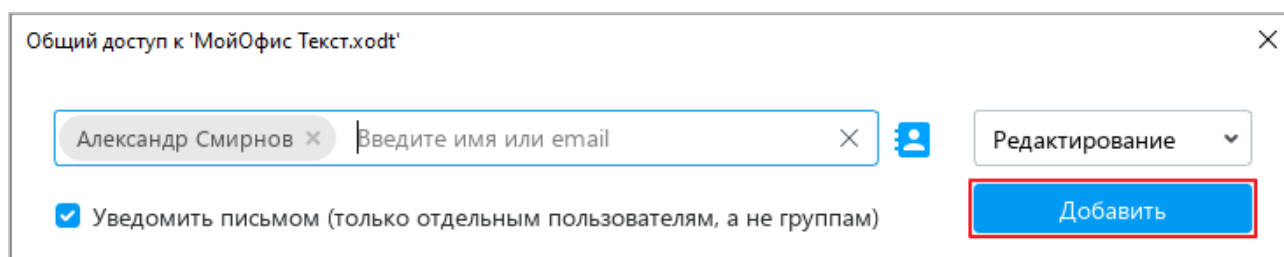 Общий доступ к 'МойОфис Текст.xodt'
Александр Смирнов Введите имя или email Редактирование
Уведомить письмом (только отдельным пользователям, а не группам) Добавить